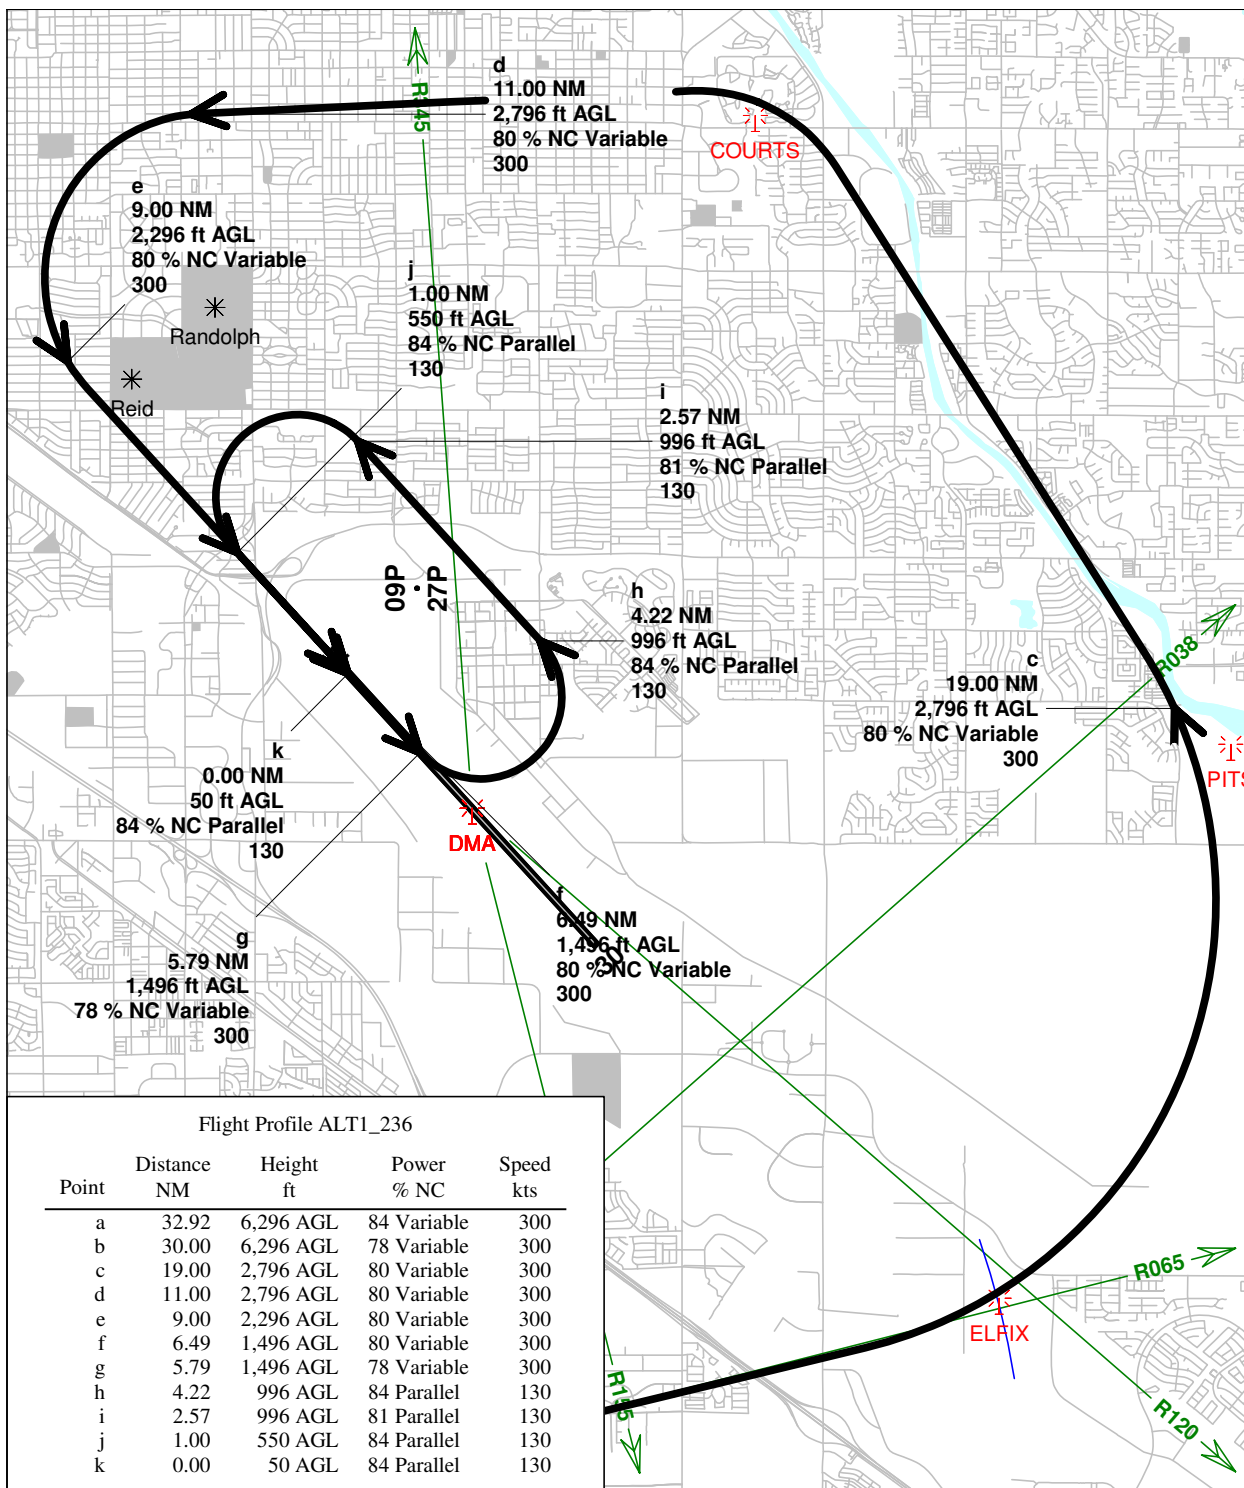 d
11.00 NM
2,796 ft AGL
80 % NC Variable
300
R345
COURTS
e
9.00 NM
2,296 ft AGL
80 % NC Variable
300
Randolph
Reid
j
1.00 NM
550 ft AGL
84 % NC Parallel
130
i
2.57 NM
996 ft AGL
81 % NC Parallel
130
09P
27P
h
4.22 NM
996 ft AGL
84 % NC Parallel
130
R038
c
19.00 NM
2,796 ft AGL
80 % NC Variable
300
PITS
k
0.00 NM
50 ft AGL
84 % NC Parallel
130
DMA
f
6.49 NM
1,496 ft AGL
80 % NC Variable
300
30
g
5.79 NM
1,496 ft AGL
78 % NC Variable
300
R065
ELFIX
R155
R120
Flight Profile ALT1_236
Point Distance NM Height ft Power % NC Speed kts
a 32.92 6,296 AGL 84 Variable 300
b 30.00 6,296 AGL 78 Variable 300
c 19.00 2,796 AGL 80 Variable 300
d 11.00 2,796 AGL 80 Variable 300
e 9.00 2,296 AGL 80 Variable 300
f 6.49 1,496 AGL 80 Variable 300
g 5.79 1,496 AGL 78 Variable 300
h 4.22 996 AGL 84 Parallel 130
i 2.57 996 AGL 81 Parallel 130
j 1.00 550 AGL 84 Parallel 130
k 0.00 50 AGL 84 Parallel 130